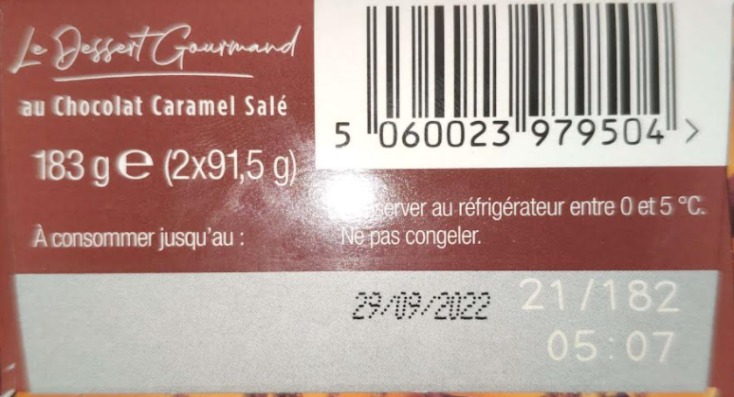 Le Dessert Gourmand
au Chocolat Caramel Salé
183 g e (2x91,5 g)
5 060023 979504 >
au réfrigérateur entre 0 et 5 °C.
Ne pas congeler.
À consommer jusqu'au :
29/09/2022
21/182
05:07